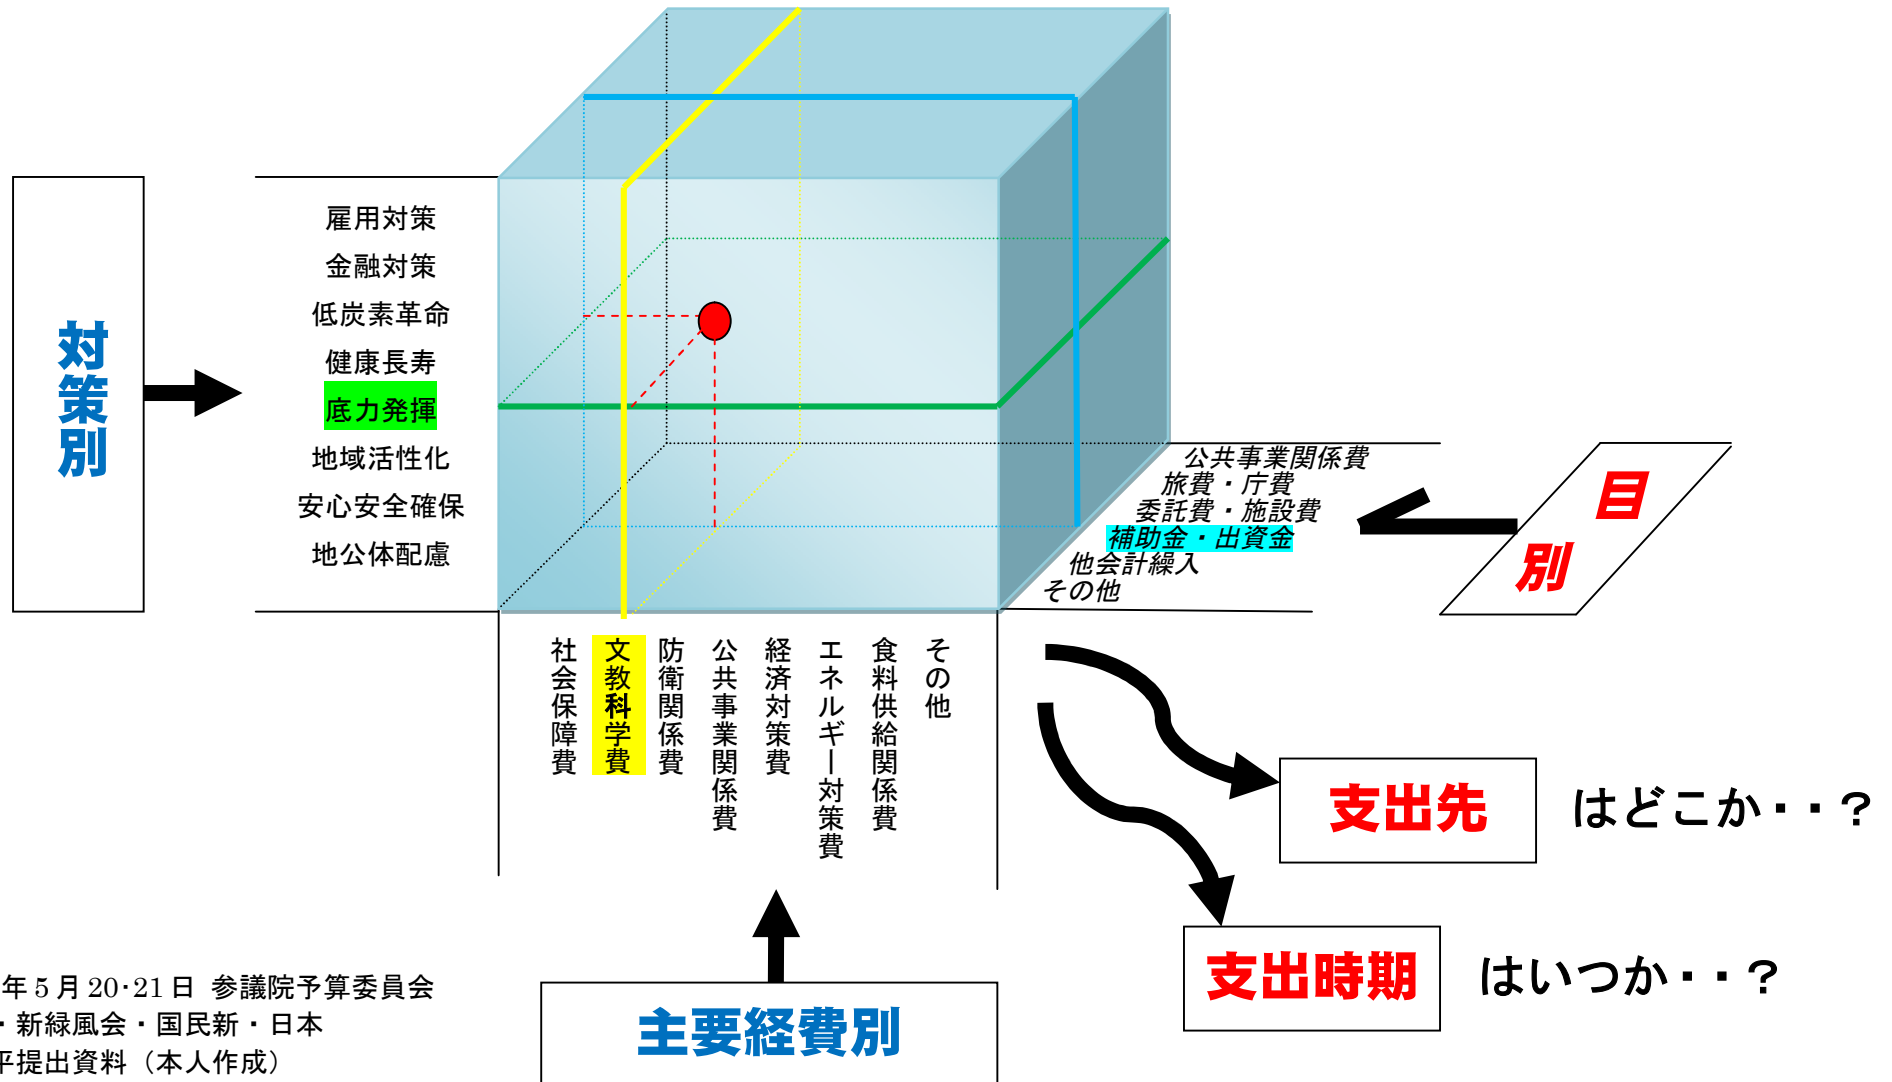 対策別
雇用対策
金融対策
低炭素革命
健康長寿
底力発揮
地域活性化
安心安全確保
地公体配慮
公共事業関係費
旅費・庁費
委託費・施設費
補助金・出資金
他会計繰入
その他
目別
社会保障費
文教科学費
防衛関係費
公共事業関係費
経済対策費
エネルギー対策費
食料供給関係費
その他
支出先 はどこか・・?
支出時期 はいつか・・?
主要経費別
年5月20・21日 参議院予算委員会
・新緑風会・国民新・日本
平提出資料（本人作成）